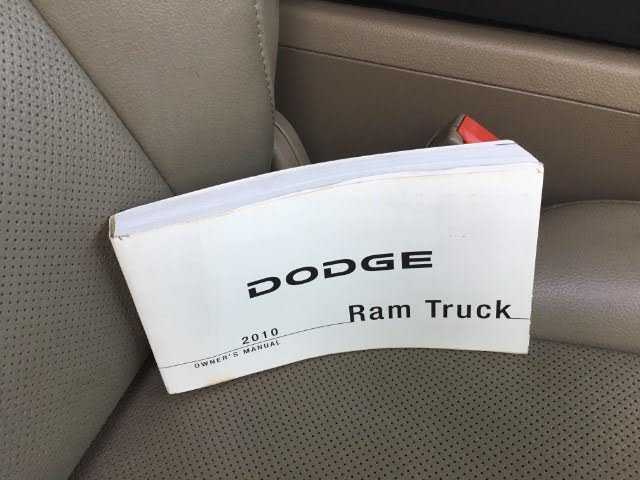 DODGE
Ram Truck
2010
OWNER'S MANUAL